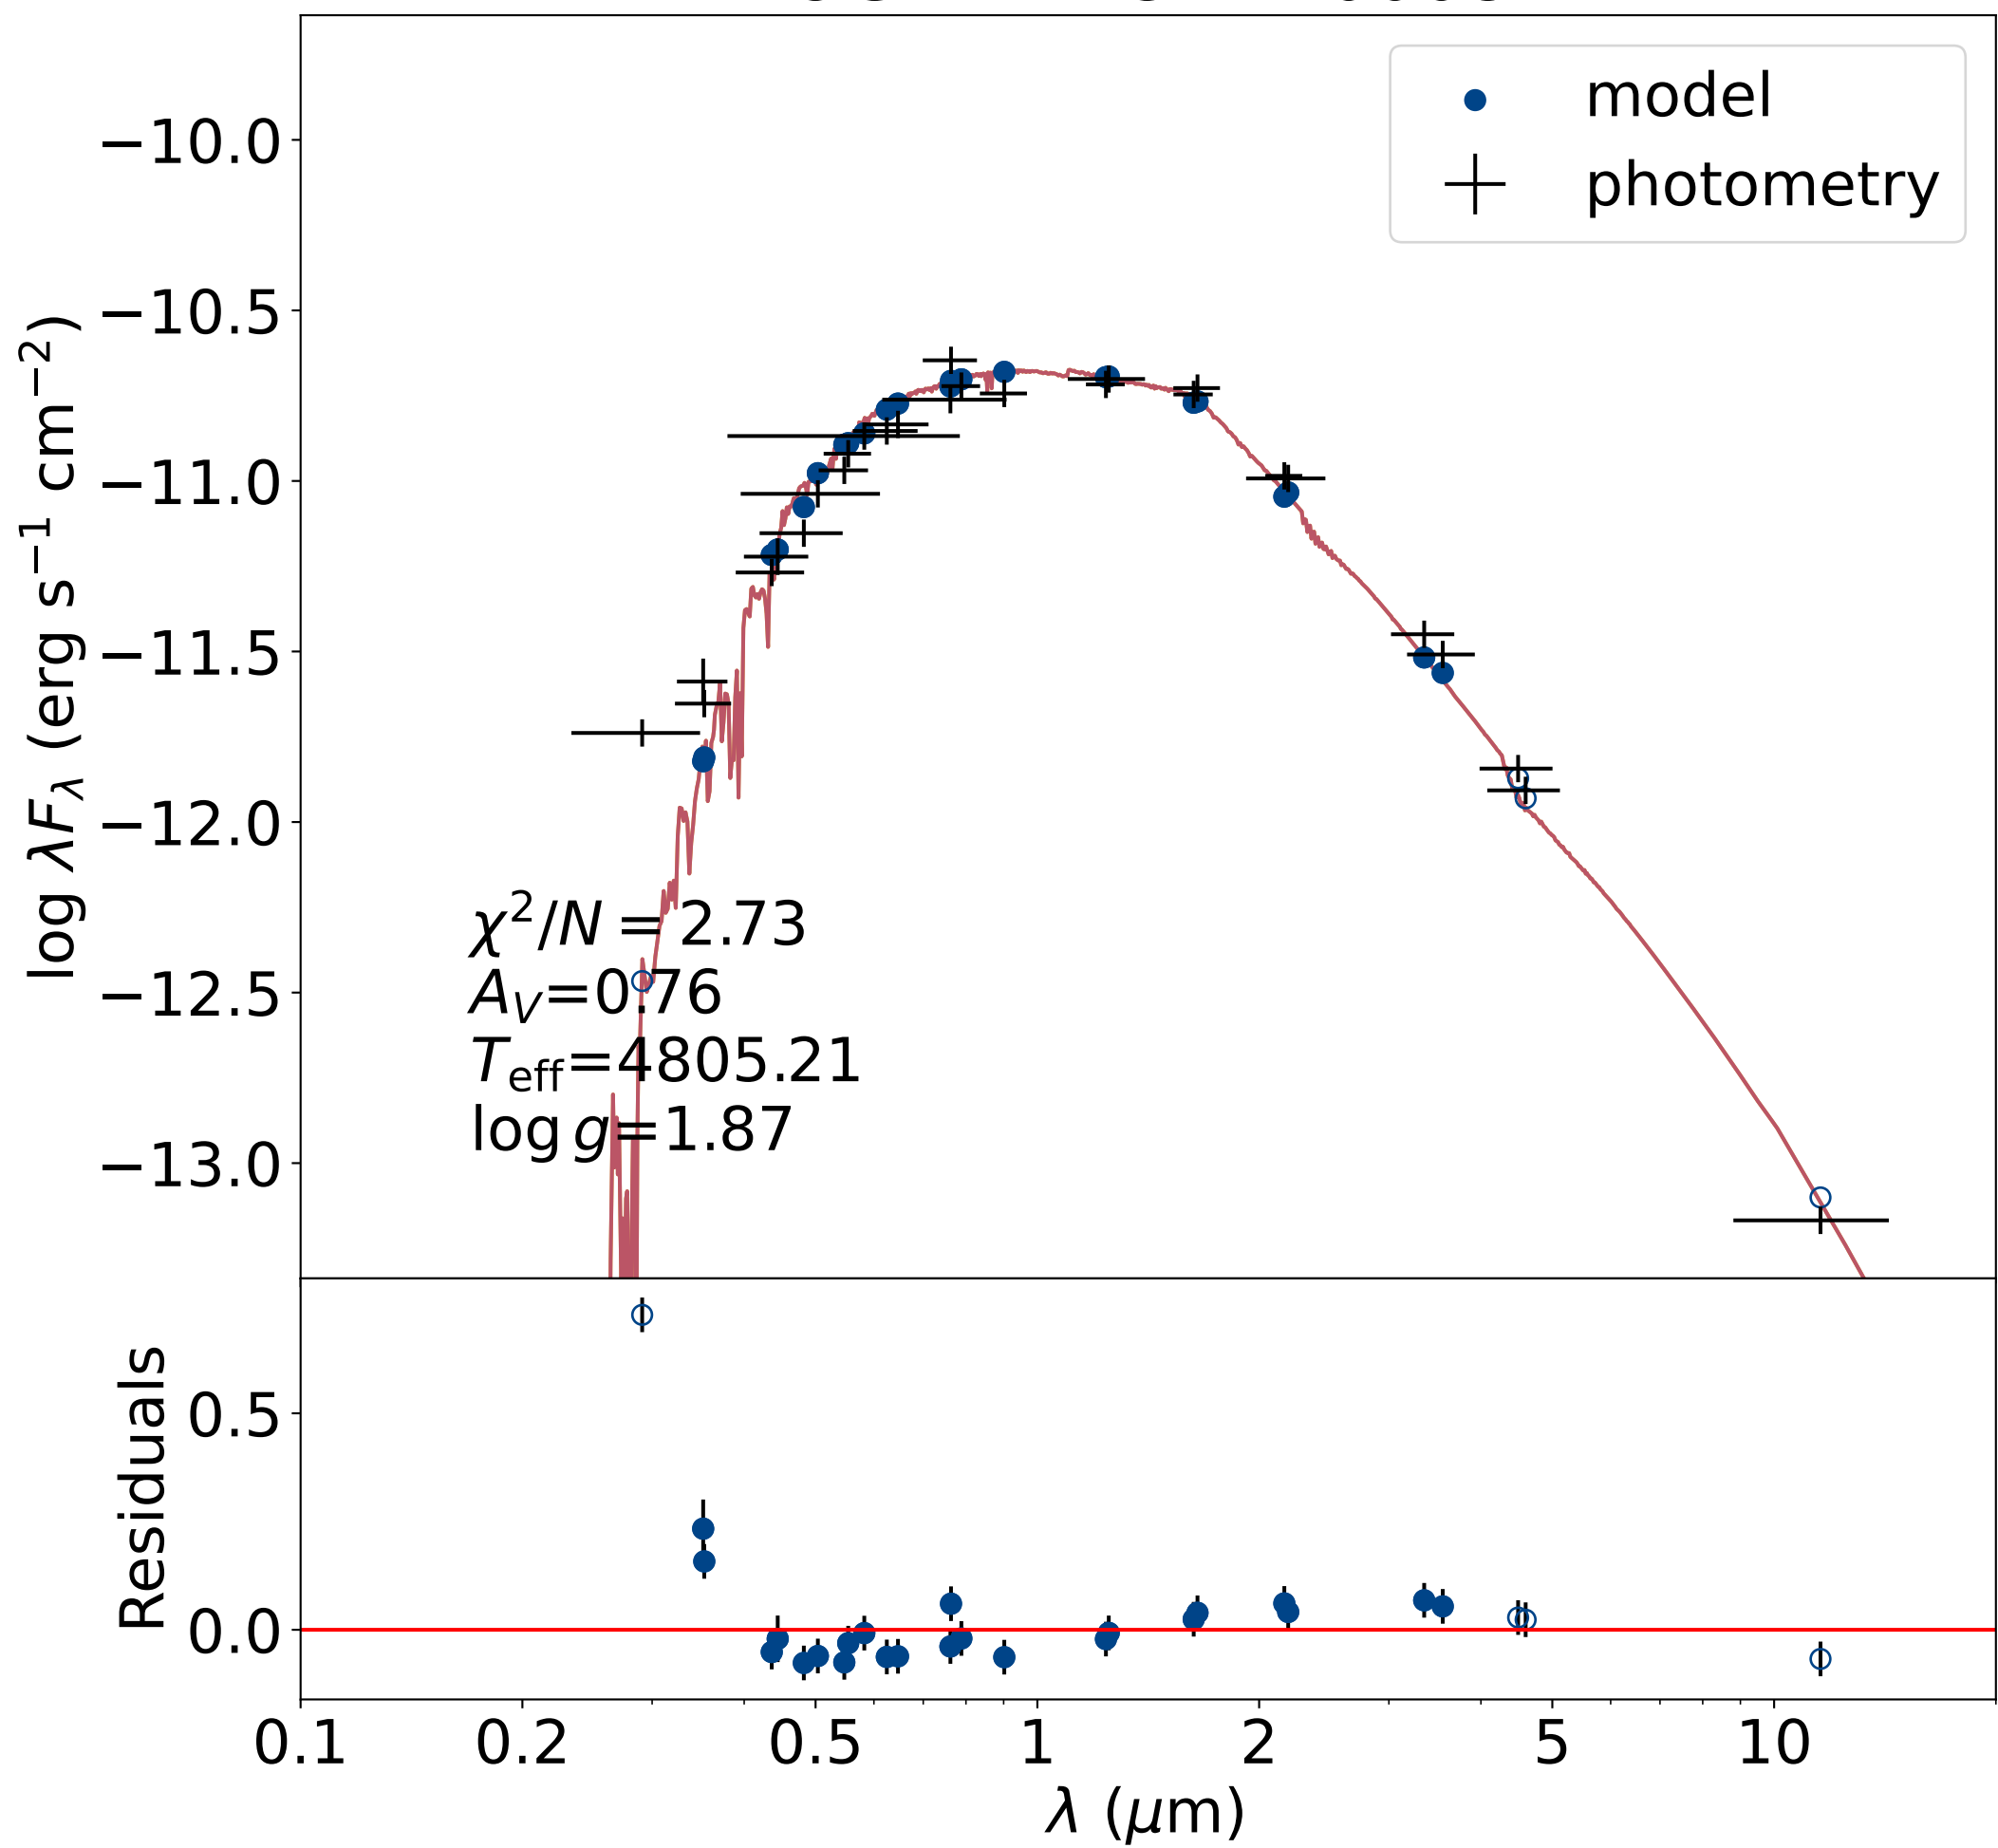 model
photometry
−10.0
−10.5
−11.0
−11.5
−12.0
−12.5
−13.0
log λF_λ (erg s⁻¹ cm⁻²)
χ²/N = 2.73
A_V=0.76
T_eff=4805.21
log g=1.87
0.5
0.0
Residuals
0.1 0.2 0.5 1 2 5 10
λ (μm)